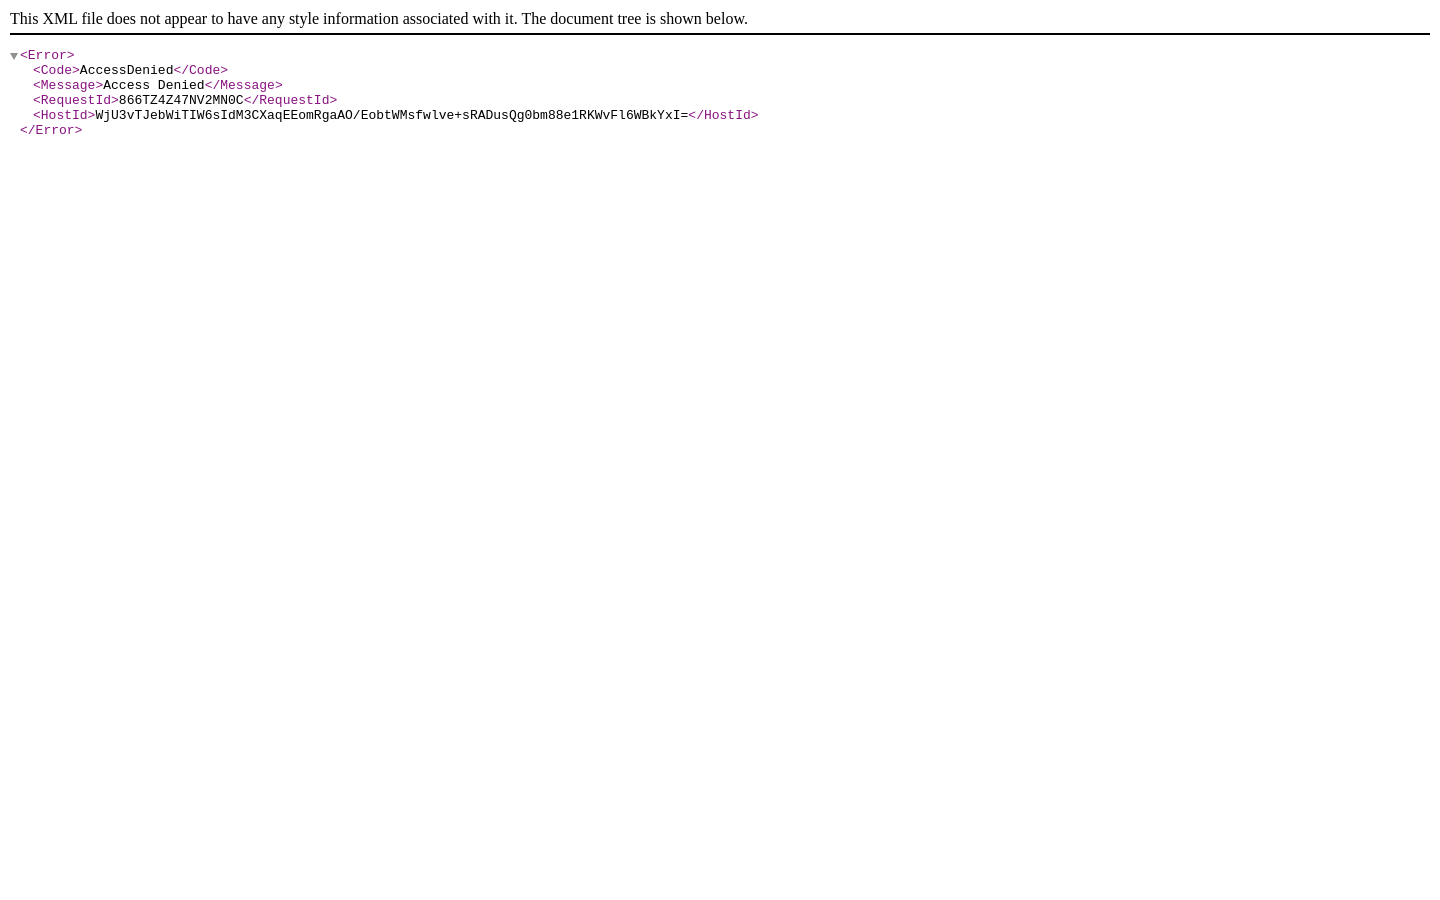 This XML file does not appear to have any style information associated with it. The document tree is shown below.
<Error>
<Code>AccessDenied</Code>
<Message>Access Denied</Message>
<RequestId>866TZ4Z47NV2MN0C</RequestId>
<HostId>WjU3vTJebWiTIW6sIdM3CXaqEEomRgaAO/EobtWMsfwlve+sRADusQg0bm88e1RKWvFl6WBkYxI=</HostId>
</Error>